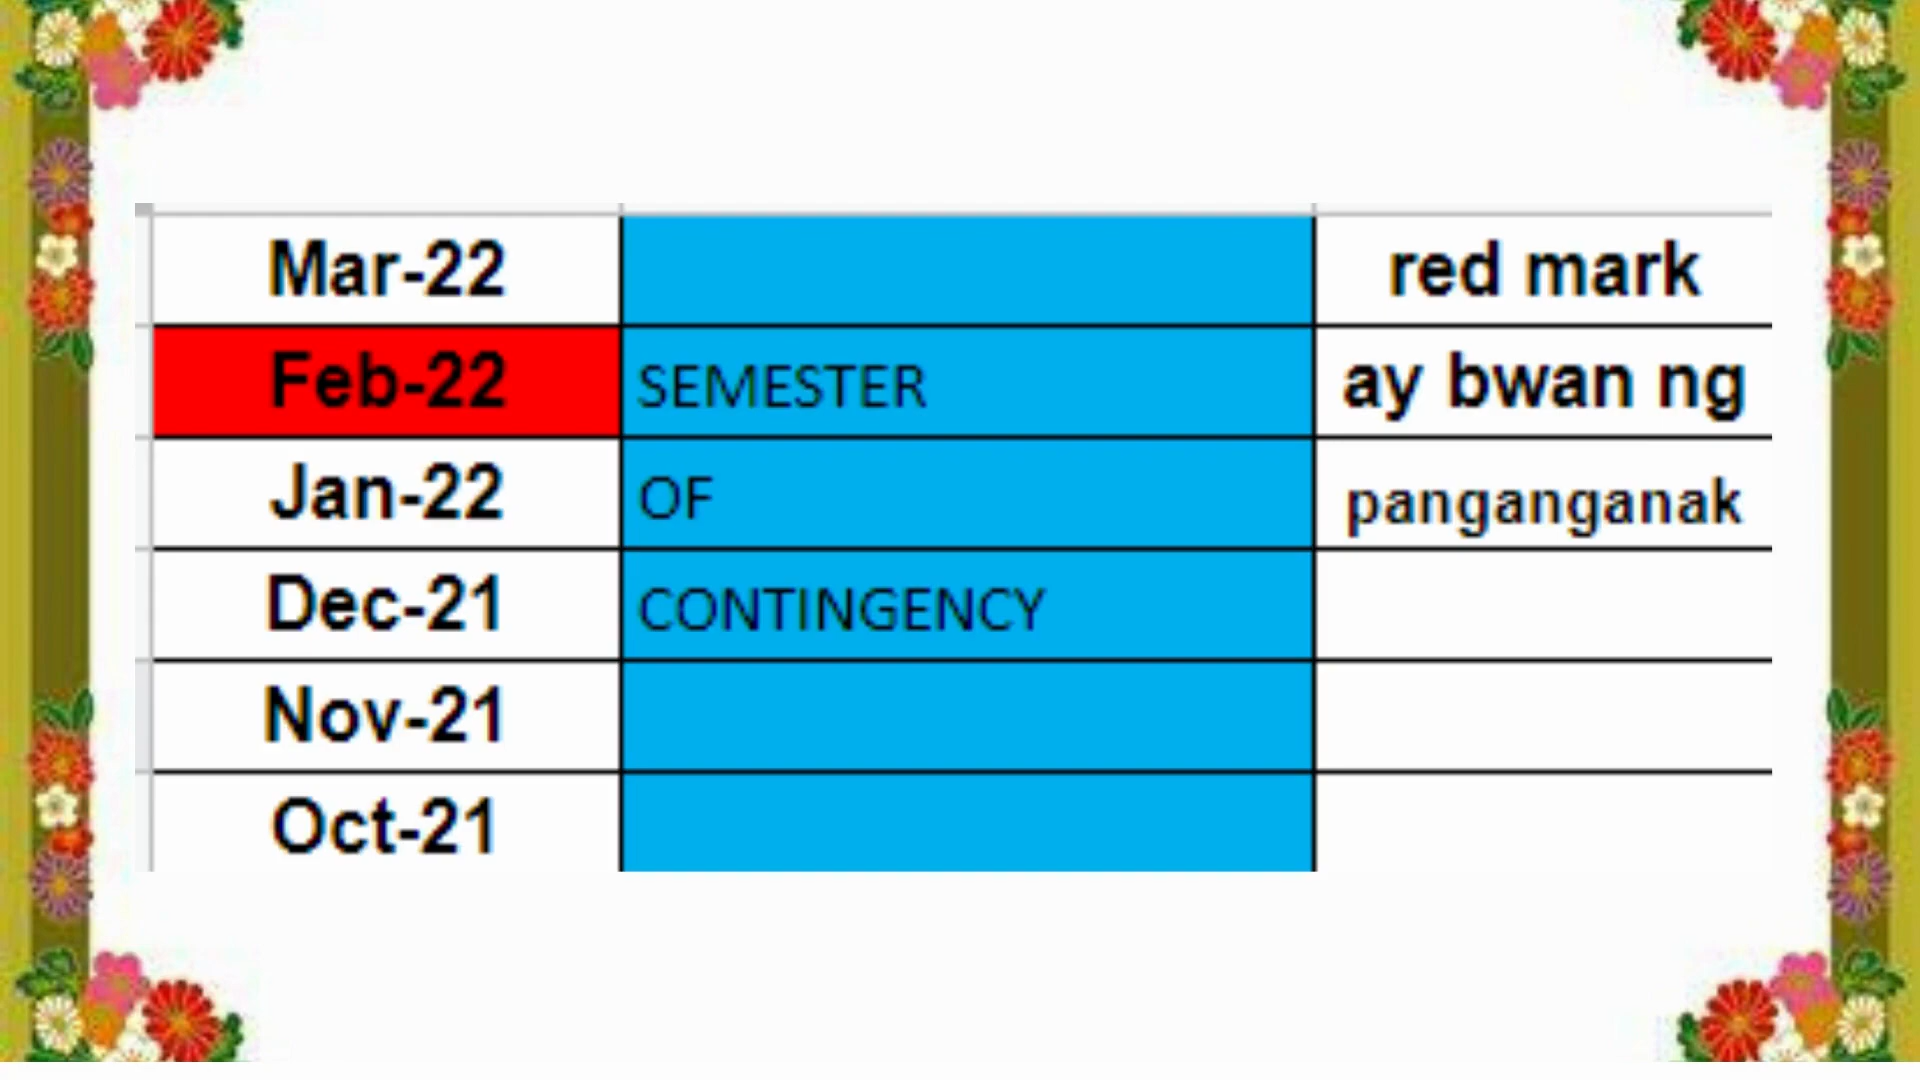 Mar-22 red mark
Feb-22 SEMESTER ay bwan ng
Jan-22 OF panganganak
Dec-21 CONTINGENCY
Nov-21
Oct-21